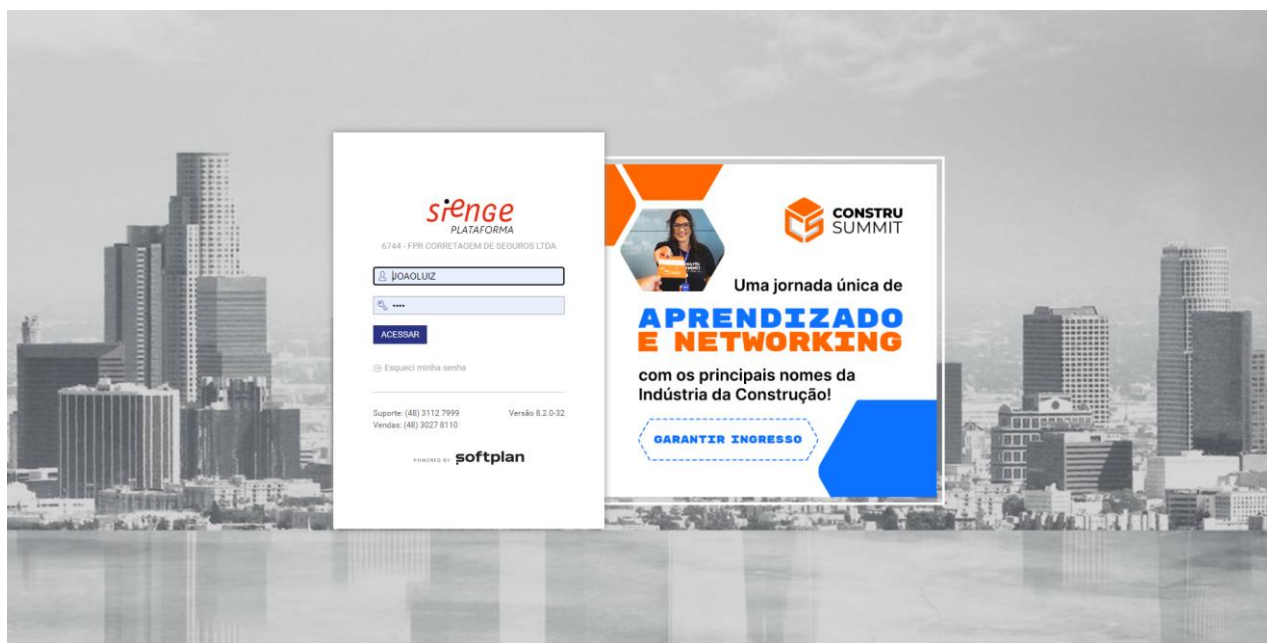 sienge
PLATAFORMA
6744 - FPR CORRETAGEM DE SEGUROS LTDA
JOAOLUIZ
••••
ACESSAR
Esqueci minha senha
Suporte: (48) 3112 7999
Versão 8.2.0-32
Vendas: (48) 3027 8110
POWERED BY softplan
CS
CONSTRU
SUMMIT
Uma jornada única de
APRENDIZADO
E NETWORKING
com os principais nomes da
Indústria da Construção!
GARANTIR INGRESSO